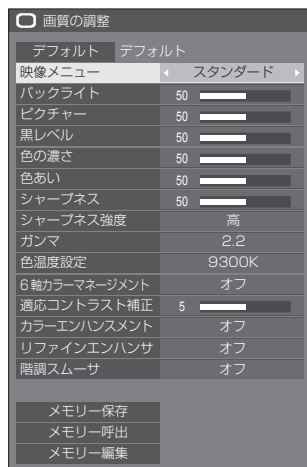 画質の調整
デフォルト デフォルト
映像メニュー スタンダード
バックライト 50
ピクチャー 50
黒レベル 50
色の濃さ 50
色あい 50
シャープネス 50
シャープネス強度 高
ガンマ 2.2
色温度設定 9300K
6軸カラーマネージメント オフ
適応コントラスト補正 5
カラーエンハンスメント オフ
リファインエンハンサ オフ
階調スムーサ オフ
メモリー保存
メモリー呼出
メモリー編集